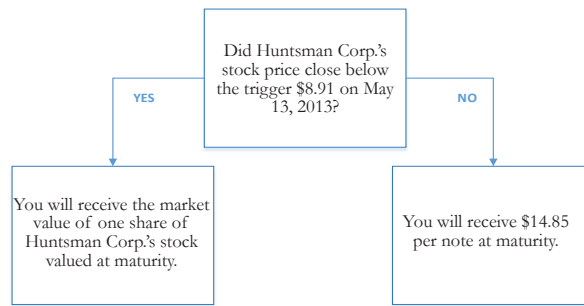 Did Huntsman Corp.'s
stock price close below
the trigger $8.91 on May
13, 2013?
YES
NO
You will receive the market
value of one share of
Huntsman Corp.'s stock
valued at maturity.
You will receive $14.85
per note at maturity.